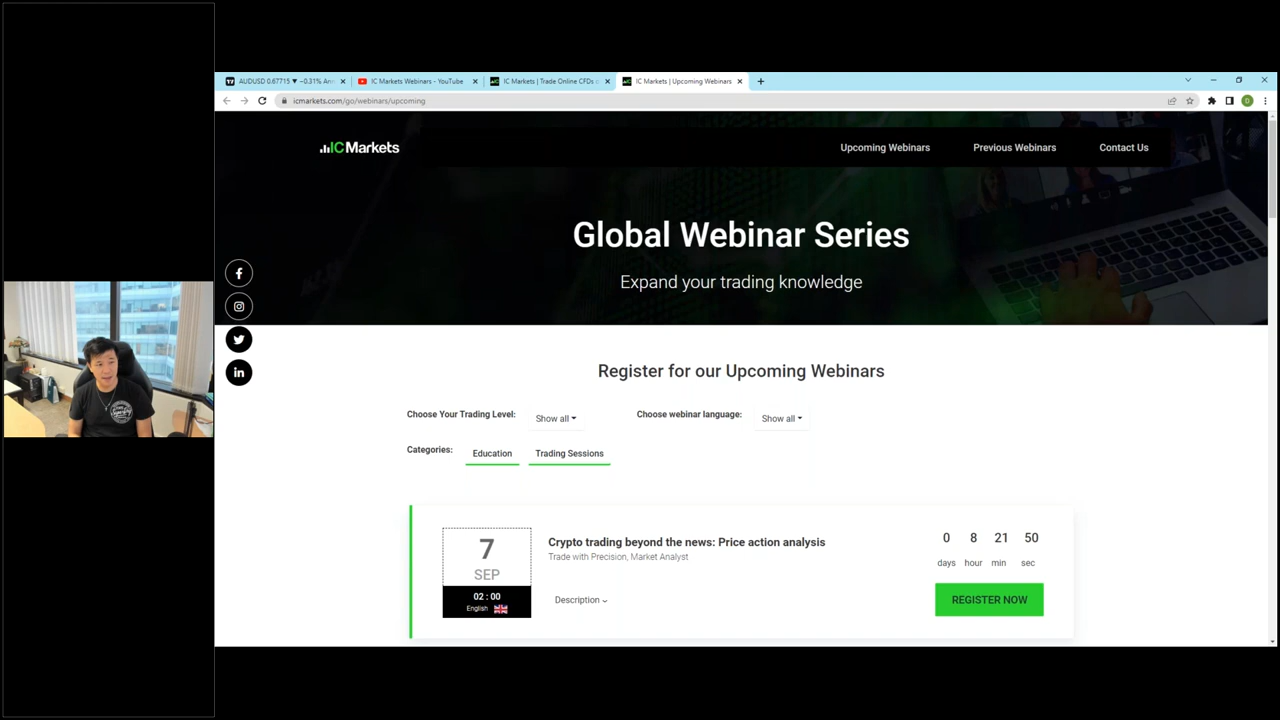 AUDUSD 0.67715 ▼ −0.31%
IC Markets Webinars - YouTube
IC Markets | Trade Online CFDs
IC Markets | Upcoming Webinars
icmarkets.com/go/webinars/upcoming
IC Markets
Upcoming Webinars
Previous Webinars
Contact Us
Global Webinar Series
Expand your trading knowledge
Register for our Upcoming Webinars
Choose Your Trading Level:
Show all
Choose webinar language:
Show all
Categories:
Education
Trading Sessions
7
SEP
02 : 00
English
Crypto trading beyond the news: Price action analysis
Trade with Precision, Market Analyst
Description
0 8 21 50
days hour min sec
REGISTER NOW